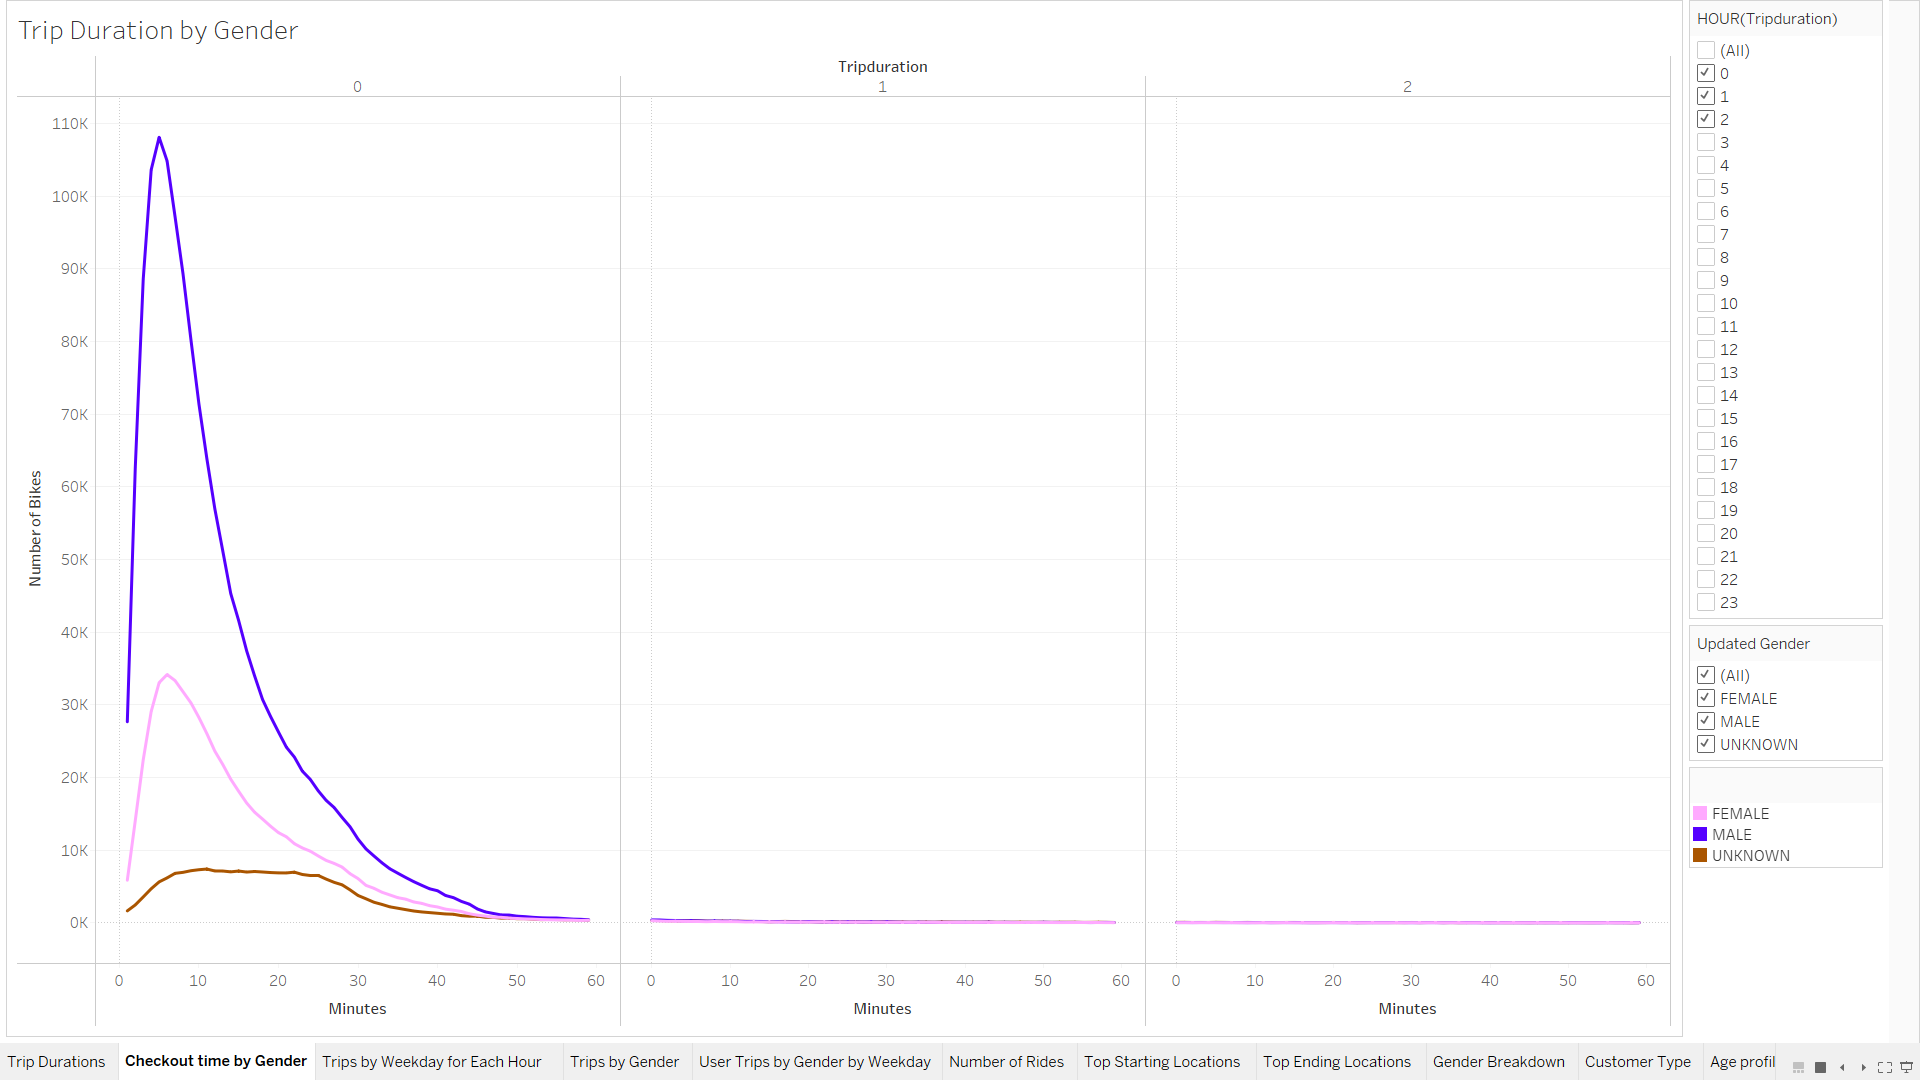 Trip Duration by Gender
Tripduration
0
1
2
Number of Bikes
110K
100K
90K
80K
70K
60K
50K
40K
30K
20K
10K
0K
0 10 20 30 40 50 60
0 10 20 30 40 50 60
0 10 20 30 40 50 60
Minutes
Minutes
Minutes
HOUR(Tripduration)
(All)
0
1
2
3
4
5
6
7
8
9
10
11
12
13
14
15
16
17
18
19
20
21
22
23
Updated Gender
(All)
FEMALE
MALE
UNKNOWN
FEMALE
MALE
UNKNOWN
Trip Durations
Checkout time by Gender
Trips by Weekday for Each Hour
Trips by Gender
User Trips by Gender by Weekday
Number of Rides
Top Starting Locations
Top Ending Locations
Gender Breakdown
Customer Type
Age profil